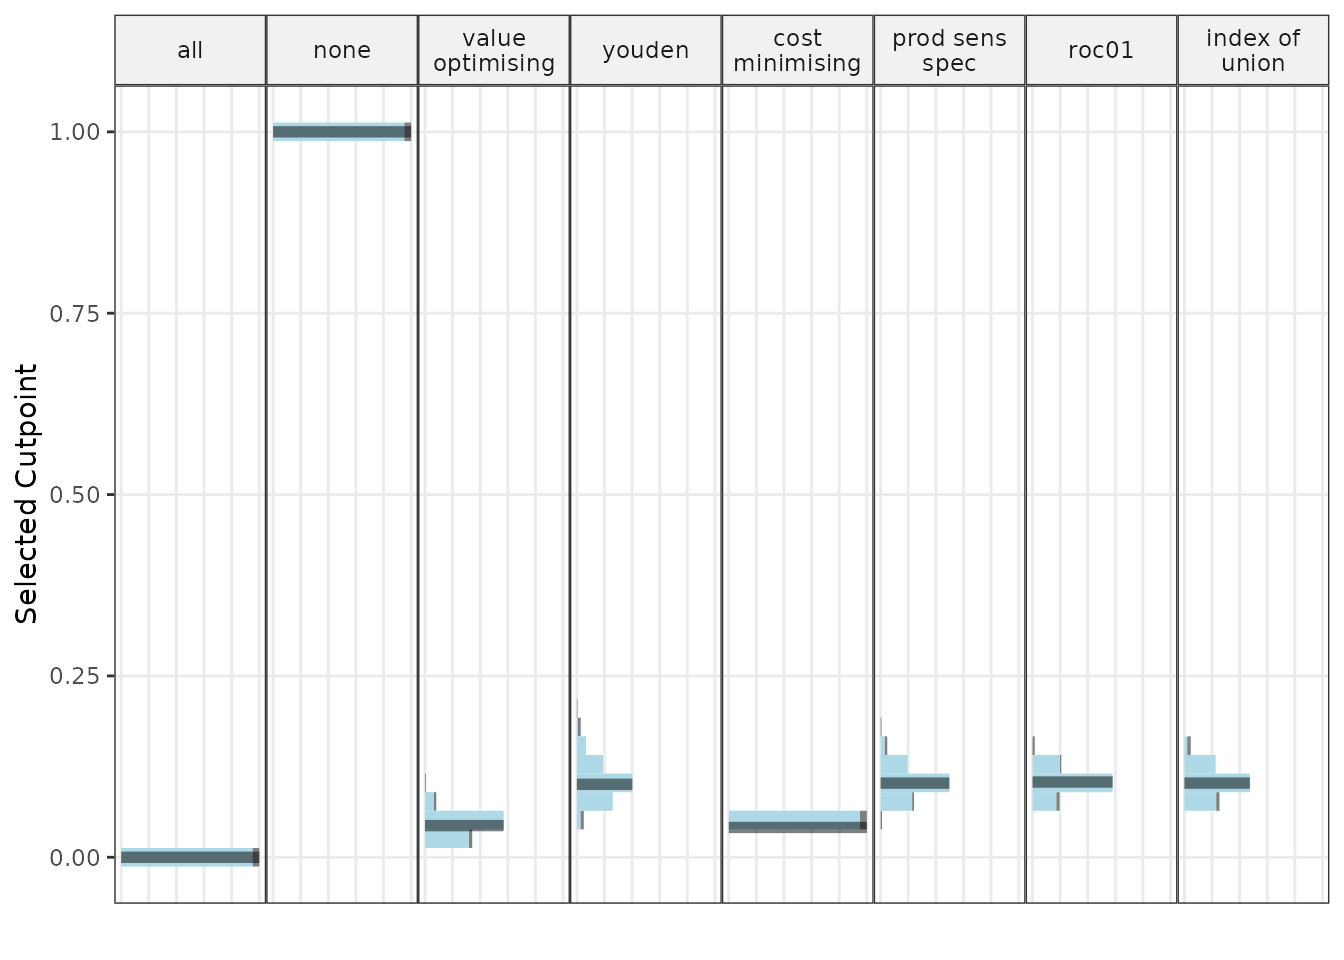 all
none
value
optimising
youden
cost
minimising
prod sens
spec
roc01
index of
union
1.00
0.75
0.50
0.25
0.00
Selected Cutpoint